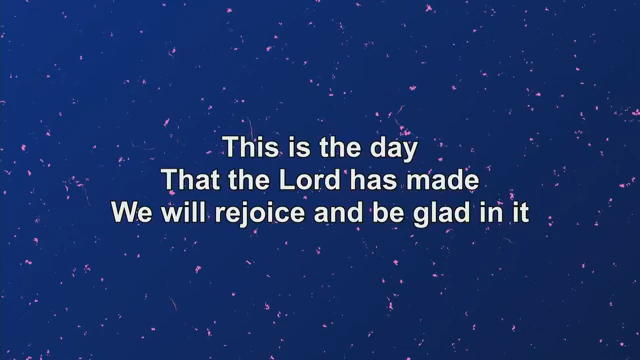 This is the day
That the Lord has made
We will rejoice and be glad in it